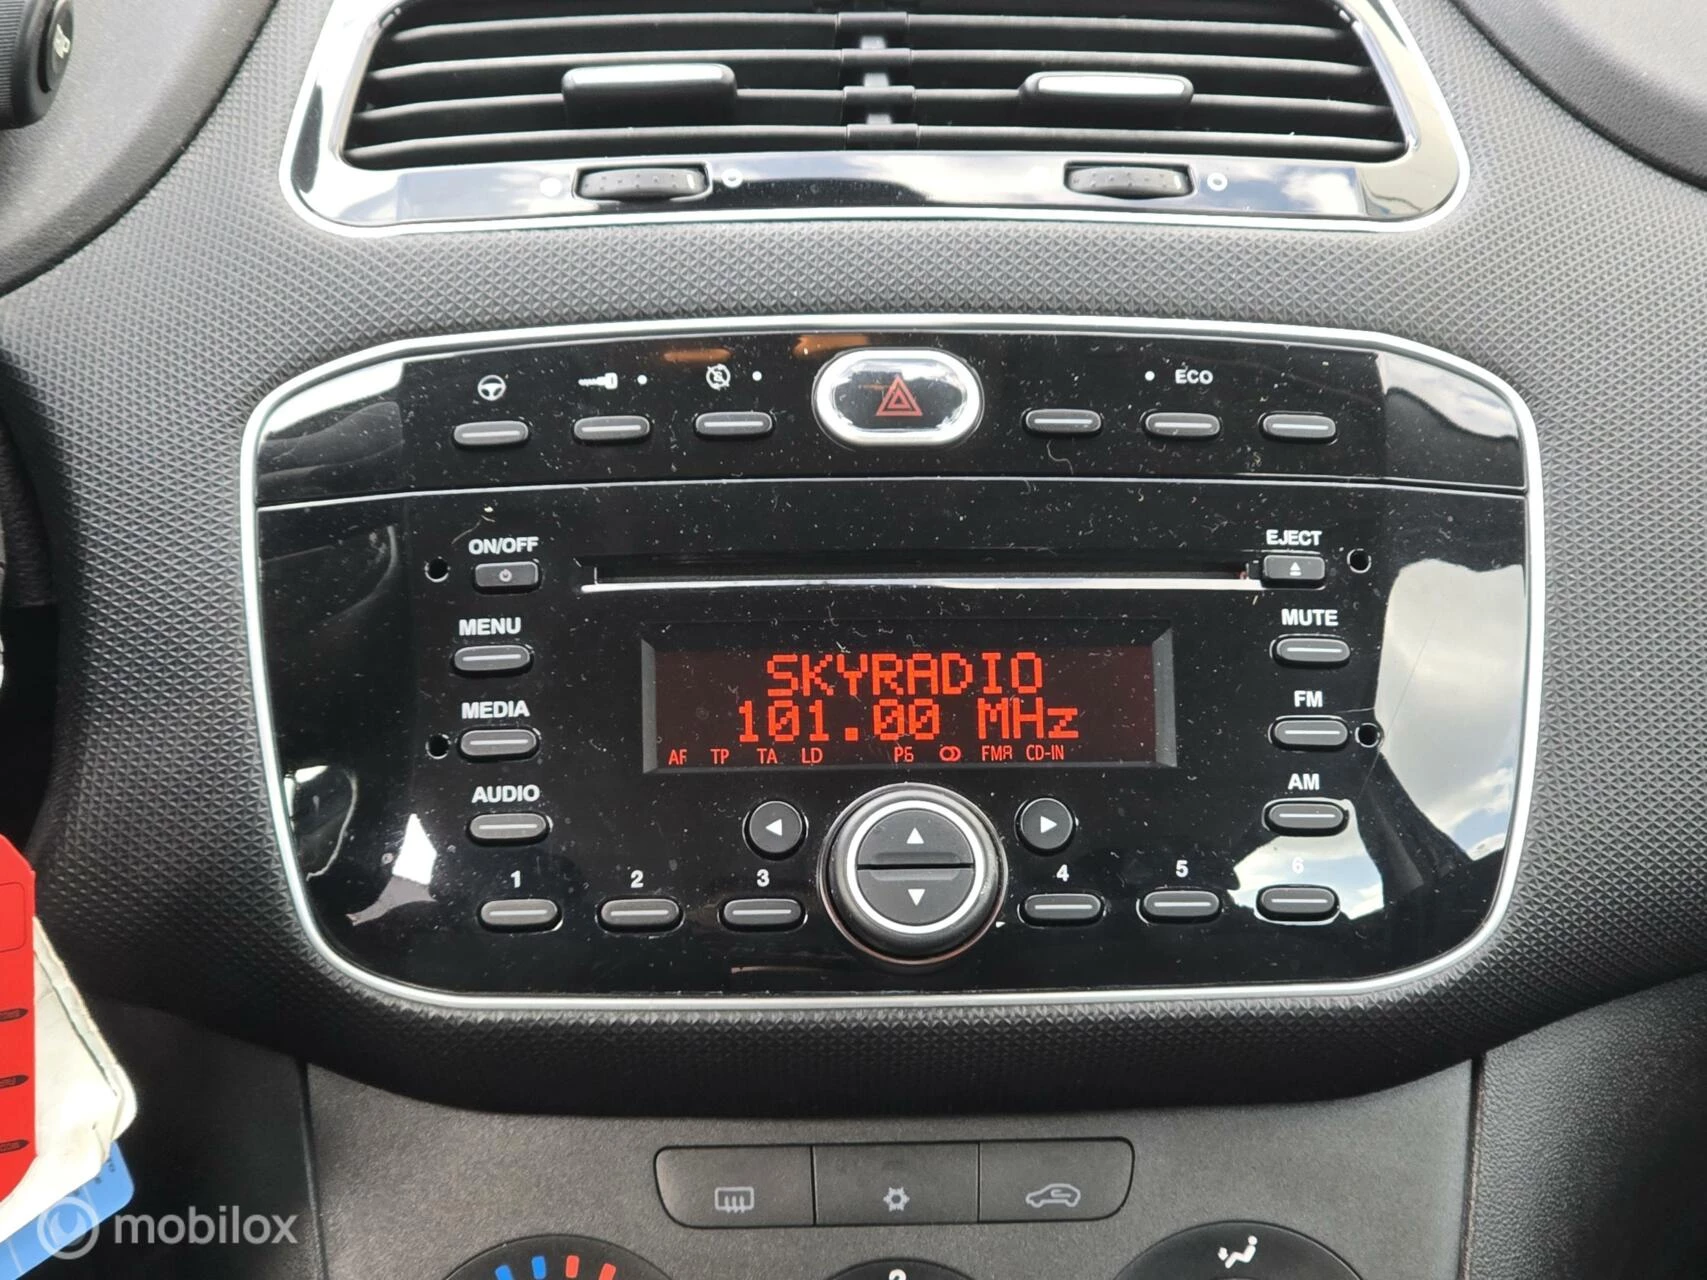 ECO
ON/OFF
EJECT
MENU
MUTE
SKYRADIO
101.00 MHz
MEDIA
FM
AF TP TA LD P6 FMA CD-IN
AUDIO
AM
1 2 3 4 5 6
mobilox